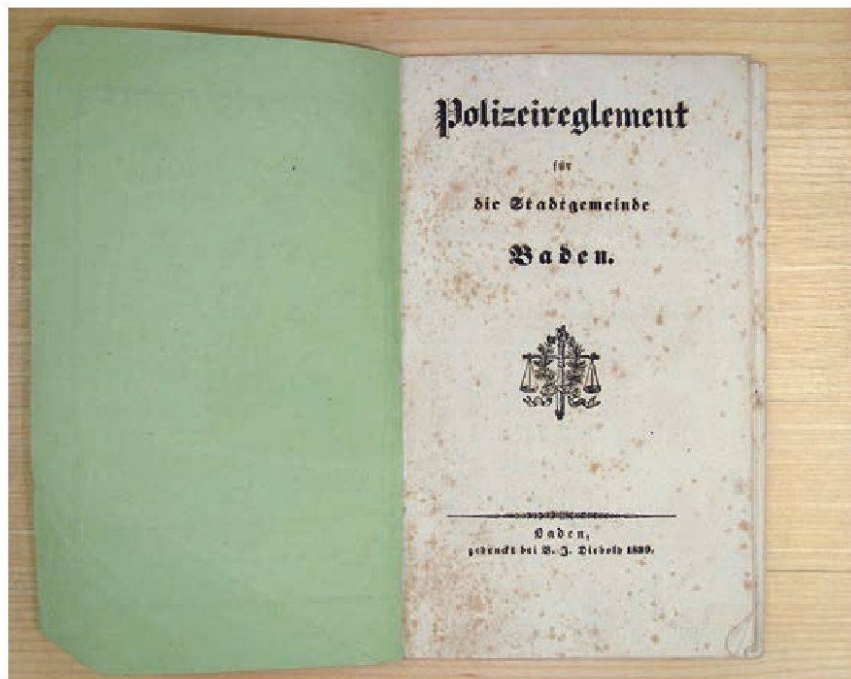 Polizeireglement
für
die Stadtgemeinde
Baden.
Baden,
gedruckt bei B. J. Diebold 1839.